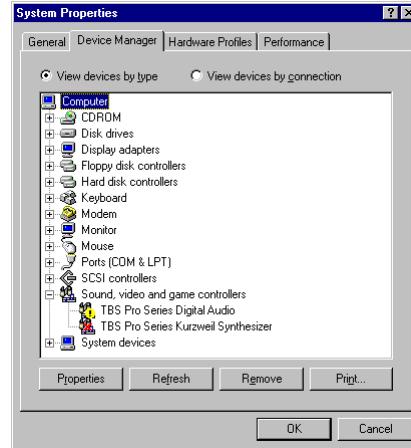 System Properties
General Device Manager Hardware Profiles Performance
View devices by type View devices by connection
Computer
CDROM
Disk drives
Display adapters
Floppy disk controllers
Hard disk controllers
Keyboard
Modem
Monitor
Mouse
Ports (COM & LPT)
SCSI controllers
Sound, video and game controllers
TBS Pro Series Digital Audio
TBS Pro Series Kurzweil Synthesizer
System devices
Properties Refresh Remove Print...
OK Cancel